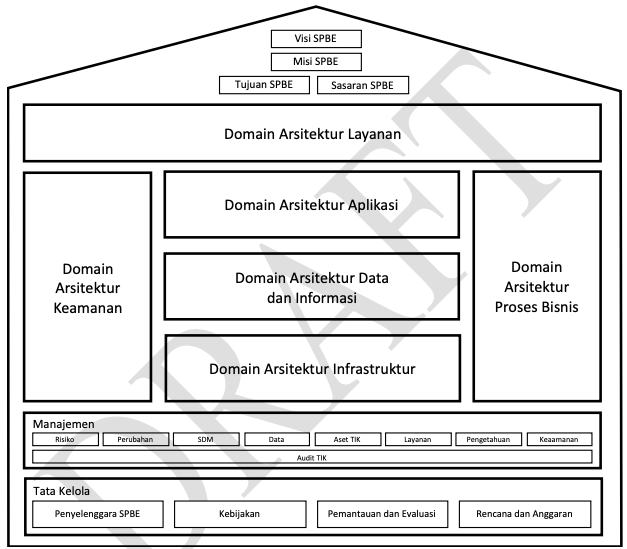 Visi SPBE
Misi SPBE
Tujuan SPBE
Sasaran SPBE
Domain Arsitektur Layanan
Domain
Arsitektur
Keamanan
Domain Arsitektur Aplikasi
Domain Arsitektur Data
dan Informasi
Domain Arsitektur Infrastruktur
Domain
Arsitektur
Proses Bisnis
Manajemen
Risiko
Perubahan
SDM
Data
Aset TIK
Layanan
Pengetahuan
Keaamanan
Audit TIK
Tata Kelola
Penyelenggara SPBE
Kebijakan
Pemantauan dan Evaluasi
Rencana dan Anggaran
DRAFT